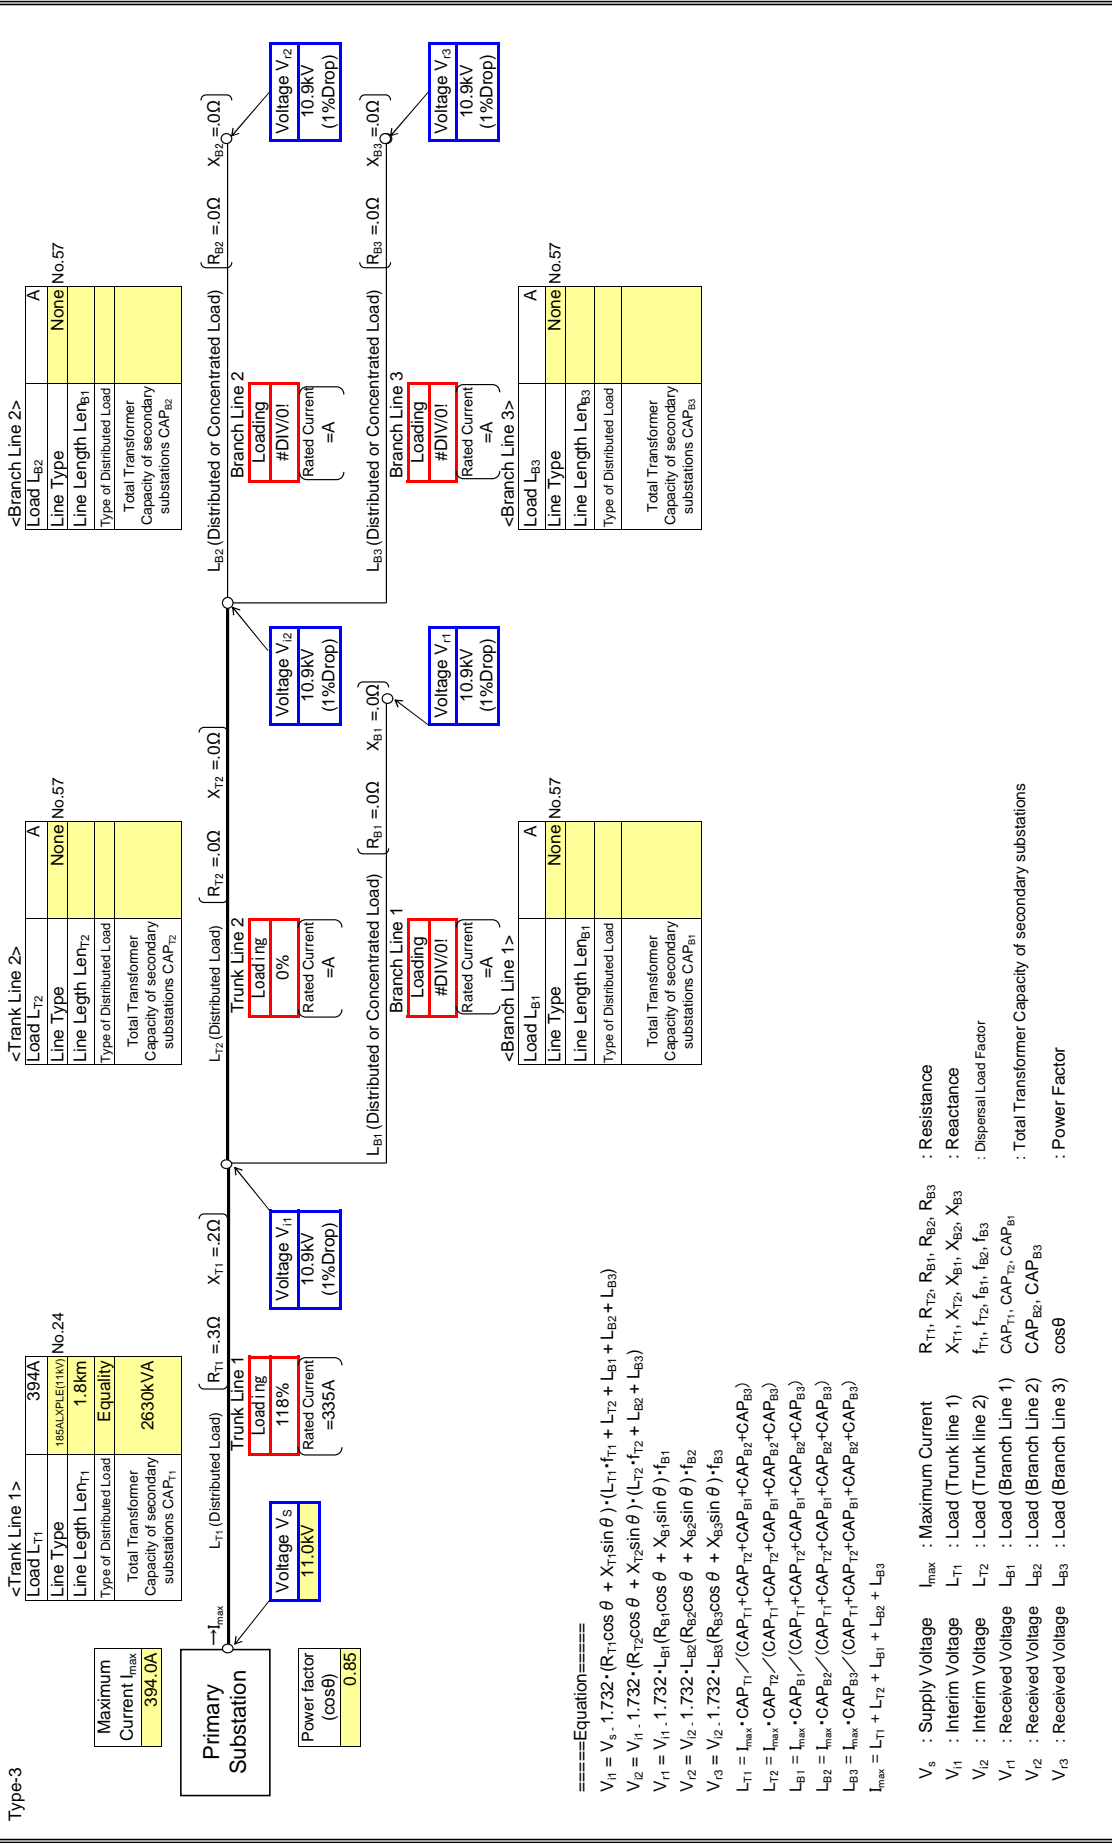 Type-3
Maximum
Current Imax
394.0A
Primary
Substation
Power factor
(cosθ)
0.85
→Imax
Voltage VS
11.0kV
<Trank Line 1>
Load LT1 394A
Line Type 185ALXPLE(11kV) No.24
Line Legth LenT1 1.8km
Type of Distributed Load Equality
Total Transformer
Capacity of secondary
substations CAPT1
2630kVA
LT1 (Distributed Load) RT1 =.3Ω XT1 =.2Ω
Trunk Line 1
Loading
118%
Rated Current
=335A
Voltage Vi1
10.9kV
(1%Drop)
<Trank Line 2>
Load LT2 A
Line Type None No.57
Line Length LenT2
Type of Distributed Load
Total Transformer
Capacity of secondary
substations CAPT2
LT2 (Distributed Load) RT2 =.0Ω XT2 =.0Ω
Trunk Line 2
Loading
0%
Rated Current
=A
Voltage Vi2
10.9kV
(1%Drop)
LB1 (Distributed or Concentrated Load) RB1 =.0Ω XB1 =.0Ω
Branch Line 1
Loading
#DIV/0!
Rated Current
=A
Voltage Vr1
10.9kV
(1%Drop)
<Branch Line 1>
Load LB1 A
Line Type None No.57
Line Length LenB1
Type of Distributed Load
Total Transformer
Capacity of secondary
substations CAPB1
<Branch Line 2>
Load LB2 A
Line Type None No.57
Line Length LenB1
Type of Distributed Load
Total Transformer
Capacity of secondary
substations CAPB2
LB2 (Distributed or Concentrated Load) RB2 =.0Ω XB2 =.0Ω
Branch Line 2
Loading
#DIV/0!
Rated Current
=A
Voltage Vr2
10.9kV
(1%Drop)
LB3 (Distributed or Concentrated Load) RB3 =.0Ω XB3 =.0Ω
Branch Line 3
Loading
#DIV/0!
Rated Current
=A
Voltage Vr3
10.9kV
(1%Drop)
<Branch Line 3>
Load LB3 A
Line Type None No.57
Line Length LenB3
Type of Distributed Load
Total Transformer
Capacity of secondary
substations CAPB3
=====Equation=====
Vi1 = Vs - 1.732・(RT1cos θ + XT1sin θ)・(LT1・fT1 + LT2 + LB1 + LB2 + LB3)
Vi2 = Vi1 - 1.732・(RT2cos θ + XT2sin θ)・(LT2・fT2 + LB2 + LB3)
Vr1 = Vi1 - 1.732・LB1(RB1cos θ + XB1sin θ)・fB1
Vr2 = Vi2 - 1.732・LB2(RB2cos θ + XB2sin θ)・fB2
Vr3 = Vi2 - 1.732・LB3(RB3cos θ + XB3sin θ)・fB3
LT1 = Imax・CAPT1／(CAPT1+CAPT2+CAPB1+CAPB2+CAPB3)
LT2 = Imax・CAPT2／(CAPT1+CAPT2+CAPB1+CAPB2+CAPB3)
LB1 = Imax・CAPB1／(CAPT1+CAPT2+CAPB1+CAPB2+CAPB3)
LB2 = Imax・CAPB2／(CAPT1+CAPT2+CAPB1+CAPB2+CAPB3)
LB3 = Imax・CAPB3／(CAPT1+CAPT2+CAPB1+CAPB2+CAPB3)
Imax = LT1 + LT2 + LB1 + LB2 + LB3
Vs : Supply Voltage Imax : Maximum Current RT1, RT2, RB1, RB2, RB3 : Resistance
Vi1 : Interim Voltage LT1 : Load (Trunk line 1) XT1, XT2, XB1, XB2, XB3 : Reactance
Vi2 : Interim Voltage LT2 : Load (Trunk line 2) fT1, fT2, fB1, fB2, fB3 : Dispersal Load Factor
Vr1 : Received Voltage LB1 : Load (Branch Line 1) CAPT1, CAPT2, CAPB1 : Total Transformer Capacity of secondary substations
Vr2 : Received Voltage LB2 : Load (Branch Line 2) CAPB2, CAPB3
Vr3 : Received Voltage LB3 : Load (Branch Line 3) cosθ : Power Factor